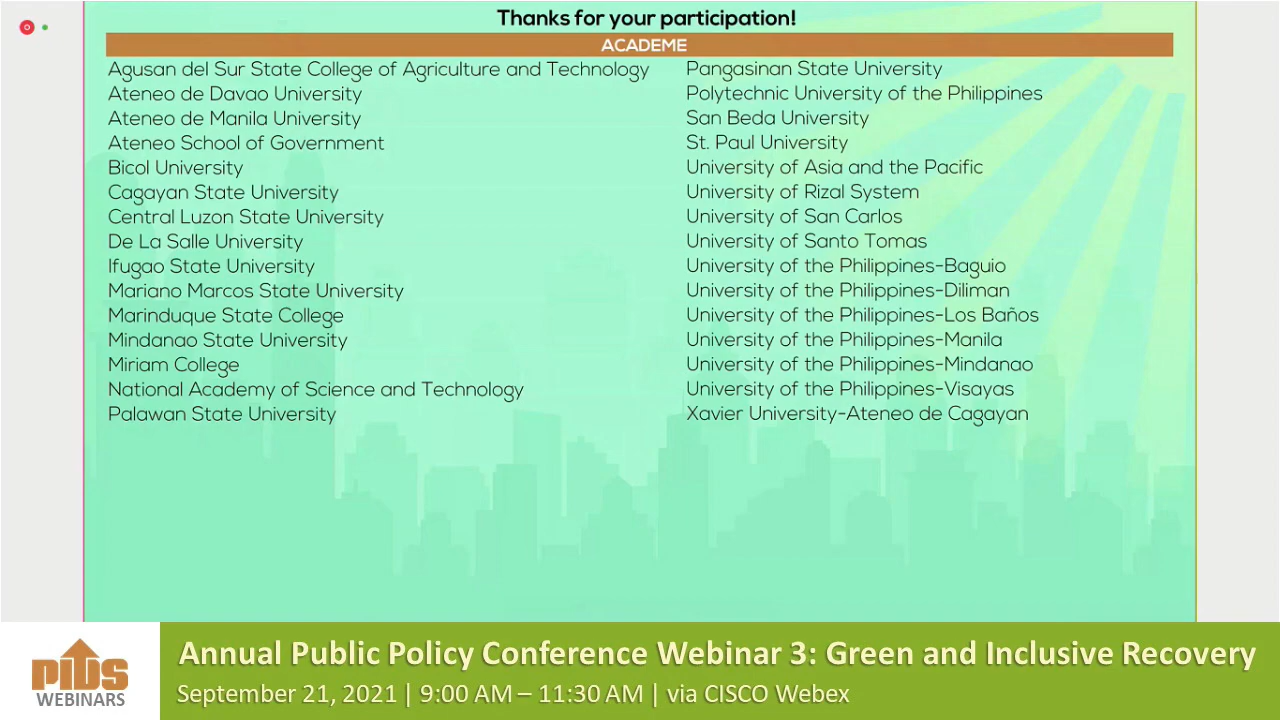 Thanks for your participation!
ACADEME
Agusan del Sur State College of Agriculture and Technology
Ateneo de Davao University
Ateneo de Manila University
Ateneo School of Government
Bicol University
Cagayan State University
Central Luzon State University
De La Salle University
Ifugao State University
Mariano Marcos State University
Marinduque State College
Mindanao State University
Miriam College
National Academy of Science and Technology
Palawan State University
Pangasinan State University
Polytechnic University of the Philippines
San Beda University
St. Paul University
University of Asia and the Pacific
University of Rizal System
University of San Carlos
University of Santo Tomas
University of the Philippines-Baguio
University of the Philippines-Diliman
University of the Philippines-Los Baños
University of the Philippines-Manila
University of the Philippines-Mindanao
University of the Philippines-Visayas
Xavier University-Ateneo de Cagayan
PIDS
WEBINARS
Annual Public Policy Conference Webinar 3: Green and Inclusive Recovery
September 21, 2021 | 9:00 AM – 11:30 AM | via CISCO Webex